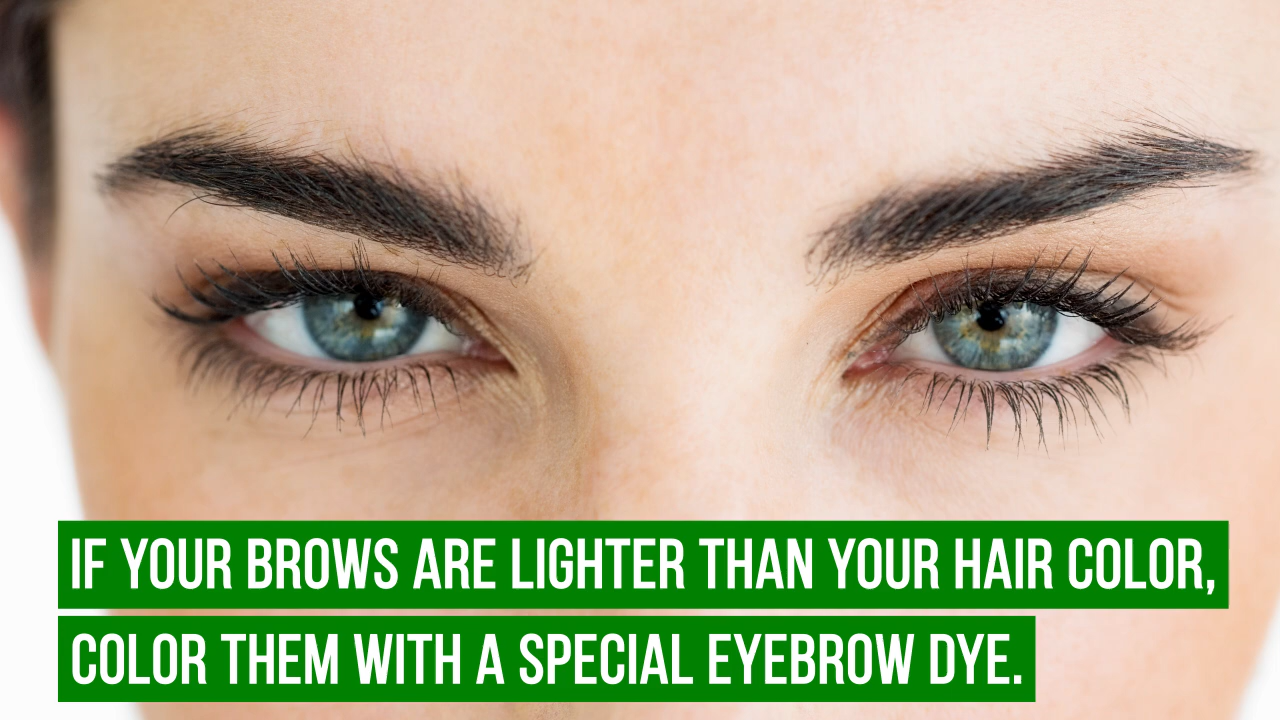 IF YOUR BROWS ARE LIGHTER THAN YOUR HAIR COLOR,
COLOR THEM WITH A SPECIAL EYEBROW DYE.